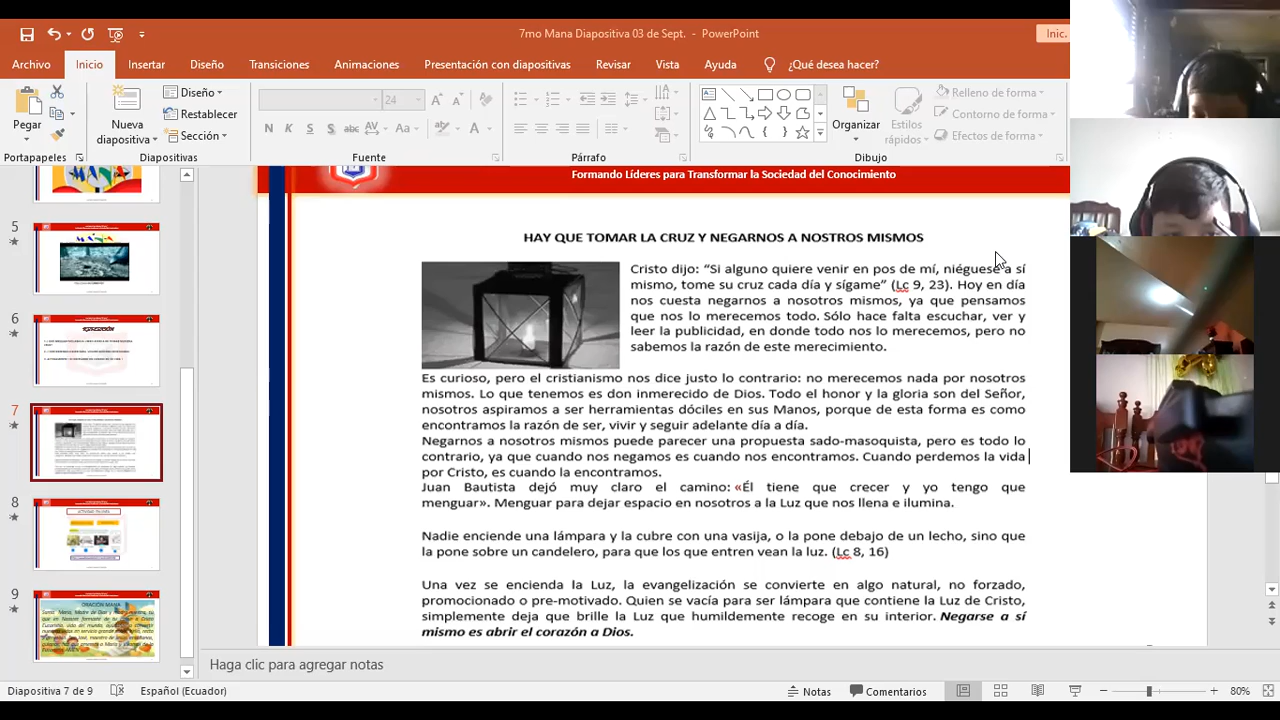 7mo Mana Diapositiva 03 de Sept. - PowerPoint
Inic.
Archivo Inicio Insertar Diseño Transiciones Animaciones Presentación con diapositivas Revisar Vista Ayuda ¿Qué desea hacer?
Pegar
Nueva diapositiva
Diseño
Restablecer
Sección
24
N K S S abc AV Aa A
Organizar
Estilos rápidos
Relleno de forma
Contorno de forma
Efectos de forma
Portapapeles Diapositivas Fuente Párrafo Dibujo
Formando Líderes para Transformar la Sociedad del Conocimiento
5
6
7
8
9
ORACIÓN MANA
HAY QUE TOMAR LA CRUZ Y NEGARNOS A NOSTROS MISMOS
Cristo dijo: “Si alguno quiere venir en pos de mí, niéguese a sí
mismo, tome su cruz cada día y sígame” (Lc 9, 23). Hoy en día
nos cuesta negarnos a nosotros mismos, ya que pensamos
que nos lo merecemos todo. Sólo hace falta escuchar, ver y
leer la publicidad, en donde todo nos lo merecemos, pero no
sabemos la razón de este merecimiento.
Es curioso, pero el cristianismo nos dice justo lo contrario: no merecemos nada por nosotros
mismos. Lo que tenemos es don inmerecido de Dios. Todo el honor y la gloria son del Señor,
nosotros aspiramos a ser herramientas dóciles en sus Manos, porque de esta forma es como
encontramos la razón de ser, vivir y seguir adelante día a día.
Negarnos a nosotros mismos puede parecer una propuesta sado-masoquista, pero es todo lo
contrario, ya que cuando nos negamos es cuando nos encontramos. Cuando perdemos la vida
por Cristo, es cuando la encontramos.
Juan Bautista dejó muy claro el camino: «Él tiene que crecer y yo tengo que
menguar». Menguar para dejar espacio en nosotros a la Luz que nos llena e ilumina.
Nadie enciende una lámpara y la cubre con una vasija, o la pone debajo de un lecho, sino que
la pone sobre un candelero, para que los que entren vean la luz. (Lc 8, 16)
Una vez se encienda la Luz, la evangelización se convierte en algo natural, no forzado,
promocionado o pre-motivado. Quien se vacía para ser lámpara que contiene la Luz de Cristo,
simplemente deja que brille la Luz que humildemente recoge en su interior. Negarse a sí
mismo es abrir el corazón a Dios.
Haga clic para agregar notas
Diapositiva 7 de 9 Español (Ecuador) Notas Comentarios 80%